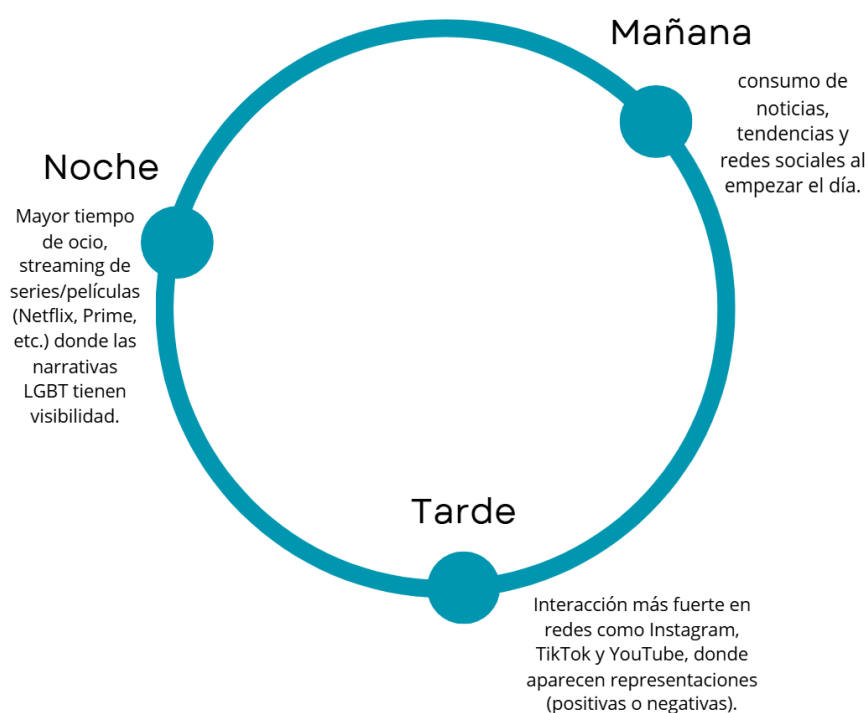 Mañana
consumo de
noticias,
tendencias y
redes sociales al
empezar el día.
Noche
Mayor tiempo
de ocio,
streaming de
series/películas
(Netflix, Prime,
etc.) donde las
narrativas
LGBT tienen
visibilidad.
Tarde
Interacción más fuerte en
redes como Instagram,
TikTok y YouTube, donde
aparecen representaciones
(positivas o negativas).